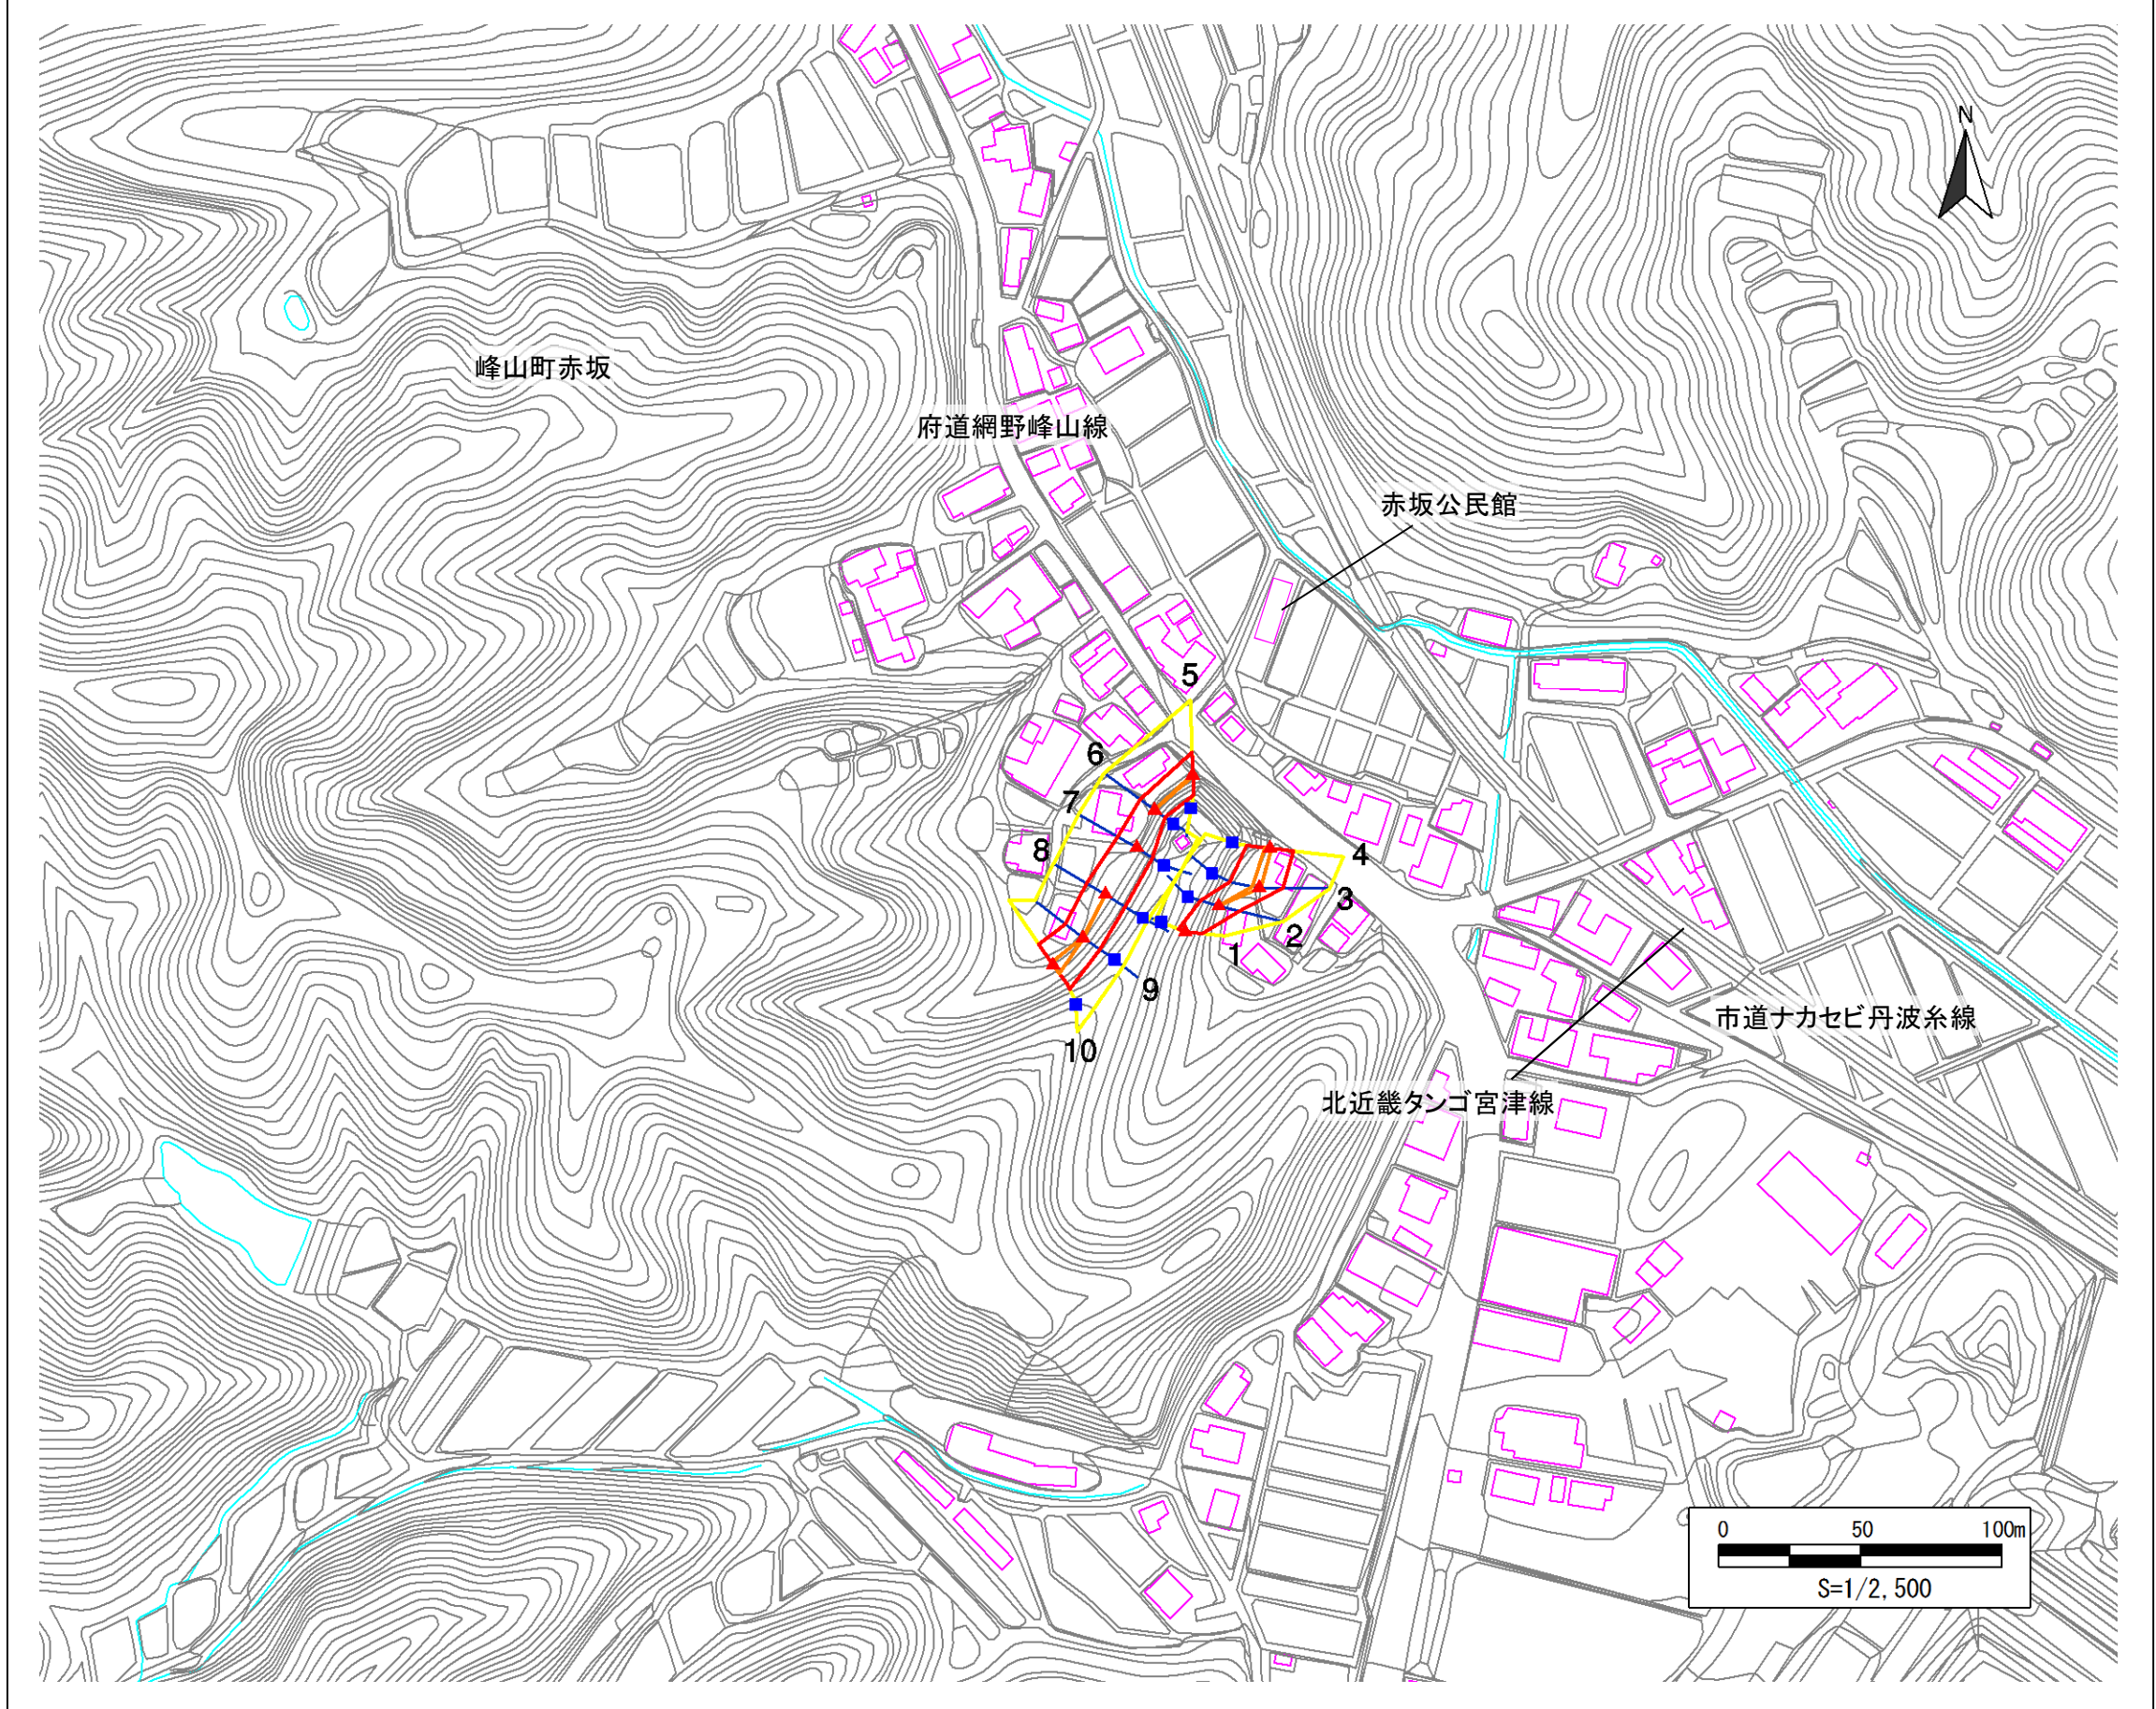 N
峰山町赤坂
府道網野峰山線
赤坂公民館
5
6
7
8
4
3
2
1
9
10
市道ナカセビ丹波糸線
北近畿タンゴ宮津線
0 50 100m
S=1/2,500